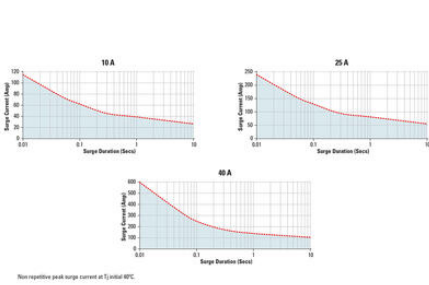 10 A
Surge Current (Amp)
120
100
80
60
40
20
0
0.01 0.1 1 10
Surge Duration (Secs)
25 A
Surge Current (Amp)
250
200
150
100
50
0
0.01 0.1 1 10
Surge Duration (Secs)
40 A
Surge Current (Amp)
600
500
400
300
200
100
0
0.01 0.1 1 10
Surge Duration (Secs)
Non repetitive peak surge current at Tj initial 40°C.